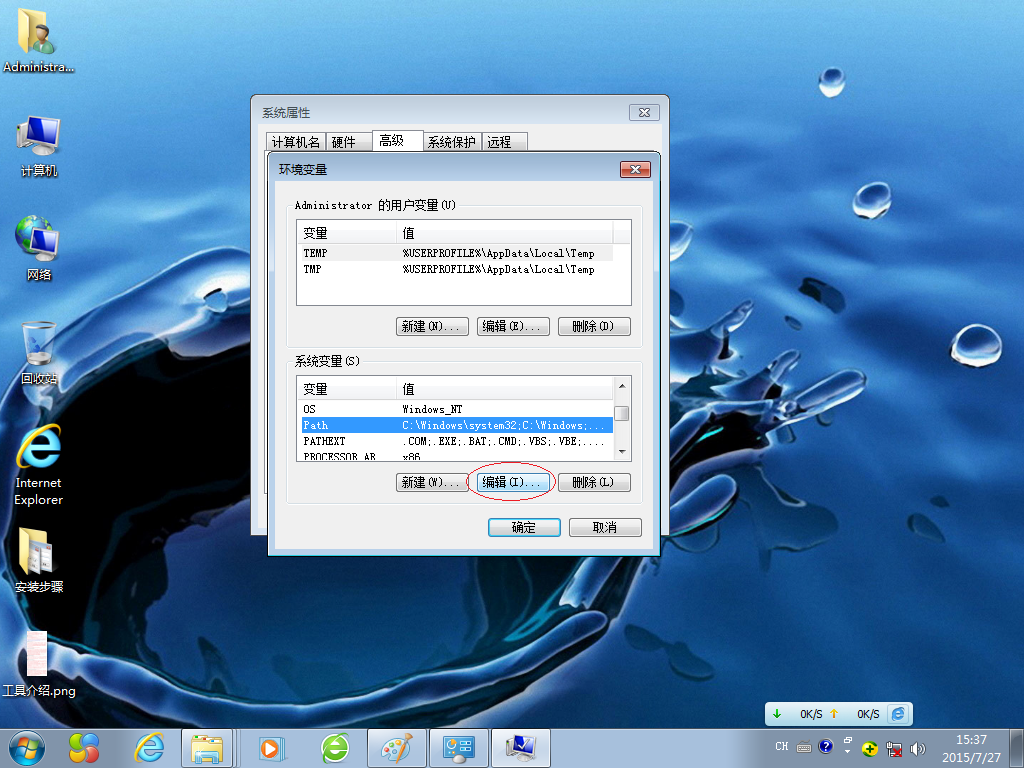 Administra...
计算机
网络
回收站
Internet
Explorer
安装步骤
工具介绍.png
系统属性
计算机名 硬件 高级 系统保护 远程
环境变量
Administrator 的用户变量(U)
变量 值
TEMP %USERPROFILE%\AppData\Local\Temp
TMP %USERPROFILE%\AppData\Local\Temp
新建(N)... 编辑(E)... 删除(D)
系统变量(S)
变量 值
OS Windows_NT
Path C:\Windows\system32;C:\Windows;...
PATHEXT .COM;.EXE;.BAT;.CMD;.VBS;.VBE;....
PROCESSOR_AR x86
新建(W)... 编辑(I)... 删除(L)
确定 取消
0K/S 0K/S
CH
15:37
2015/7/27